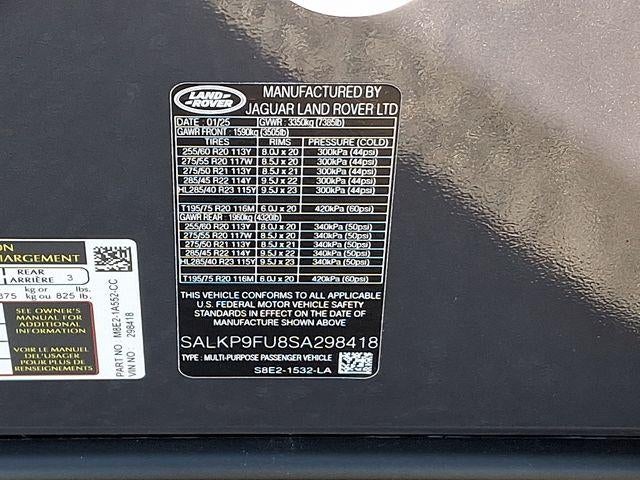 LAND
ROVER
MANUFACTURED BY
JAGUAR LAND ROVER LTD
DATE : 01/25 GVWR : 3350kg (7385lb)
GAWR FRONT : 1590kg (3505lb)
TIRES RIMS PRESSURE (COLD)
255/60 R20 113Y 8.0J x 20 300kPa (44psi)
275/55 R20 117W 8.5J x 20 300kPa (44psi)
275/50 R21 113Y 8.5J x 21 300kPa (44psi)
285/45 R22 114Y 9.5J x 22 300kPa (44psi)
HL285/40 R23 115Y 9.5J x 23 300kPa (44psi)
T195/75 R20 116M 6.0J x 20 420kPa (60psi)
GAWR REAR : 1960kg (4320lb)
255/60 R20 113Y 8.0J x 20 340kPa (50psi)
275/55 R20 117W 8.5J x 20 340kPa (50psi)
275/50 R21 113Y 8.5J x 21 340kPa (50psi)
285/45 R22 114Y 9.5J x 22 340kPa (50psi)
HL285/40 R23 115Y 9.5J x 23 340kPa (50psi)
T195/75 R20 116M 6.0J x 20 420kPa (60psi)
THIS VEHICLE CONFORMS TO ALL APPLICABLE
U.S. FEDERAL MOTOR VEHICLE SAFETY
STANDARDS IN EFFECT ON THE DATE OF
MANUFACTURE SHOWN ABOVE
SALKP9FU8SA298418
TYPE : MULTI-PURPOSE PASSENGER VEHICLE
S8E2-1532-LA
ON
HARGEMENT
REAR
ARRIÈRE 3
kg or lbs.
375 kg ou 825 lb.
SEE OWNER'S
MANUAL FOR
ADDITIONAL
INFORMATION
VOIR LE MANUEL
DE L'USAGER
POUR PLUS DE
RENSEIGNEMENTS
PART NO : M8E2-1A552-CC
VIN NO : 298418